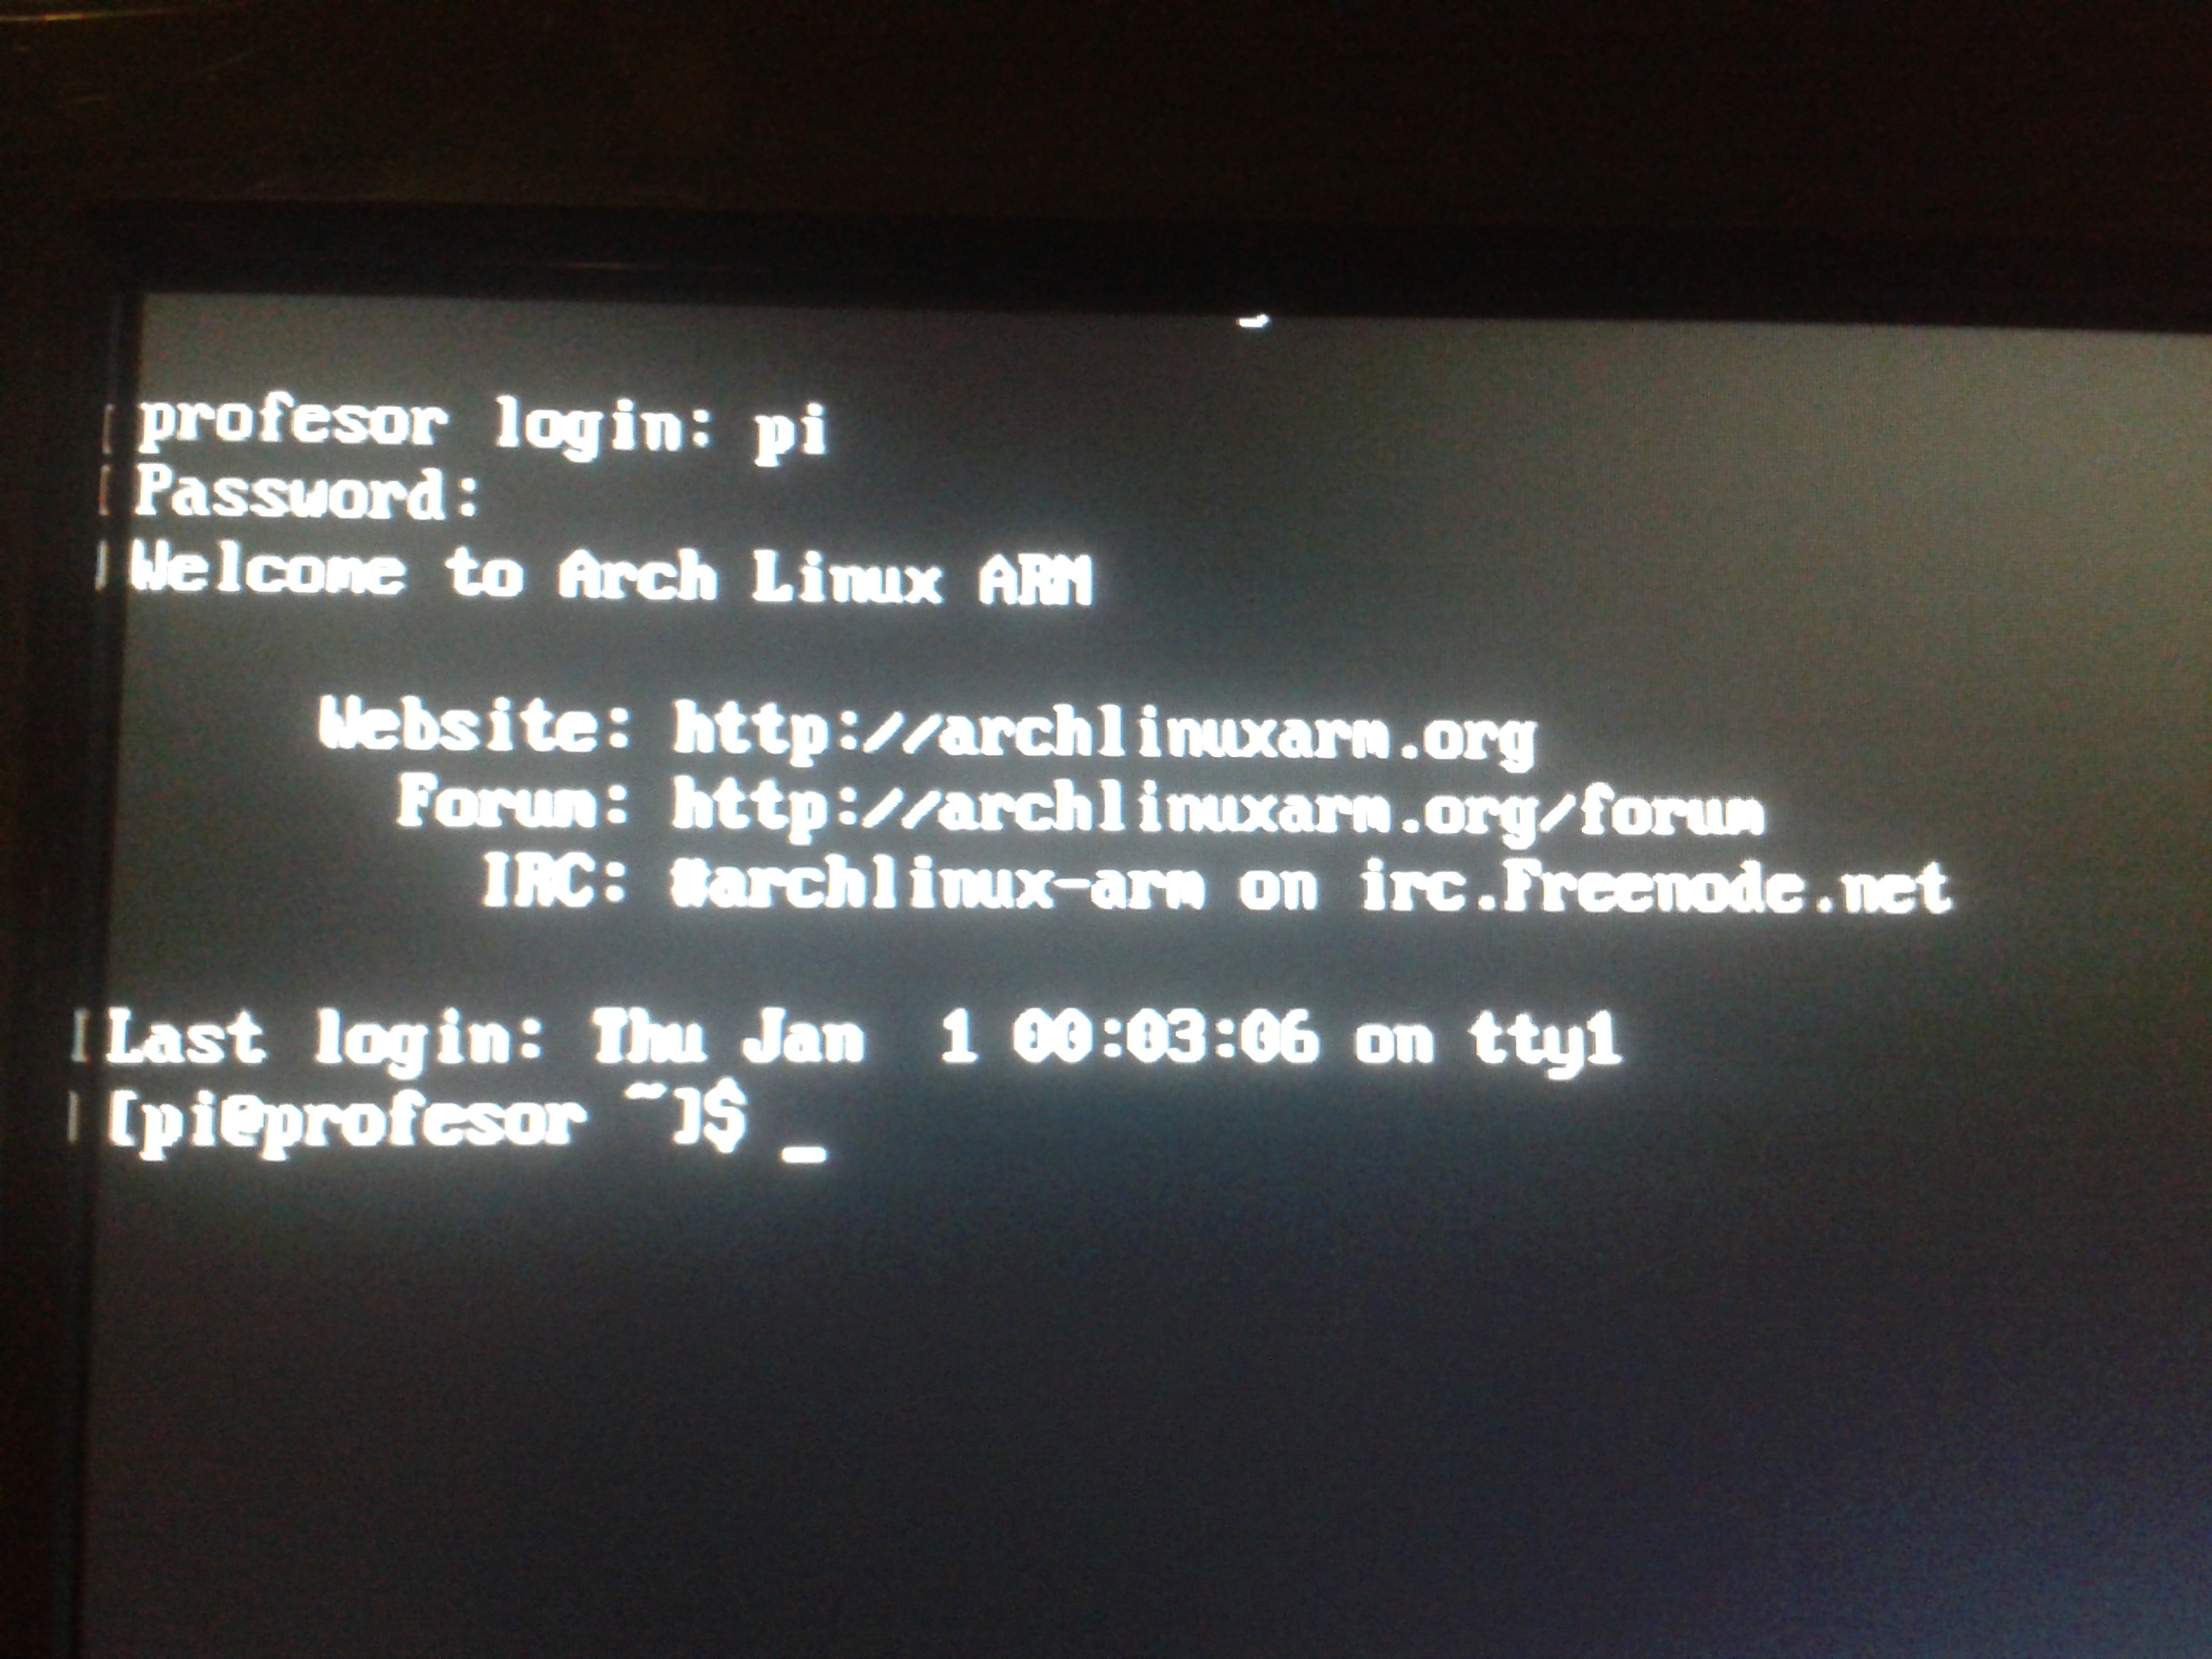 profesor login: pi
Password:
Welcome to Arch Linux ARM
Website: http://archlinuxarm.org
Forum: http://archlinuxarm.org/forum
IRC: #archlinux-arm on irc.Freenode.net
Last login: Thu Jan  1 00:03:06 on tty1
[pi@profesor ~]$ _